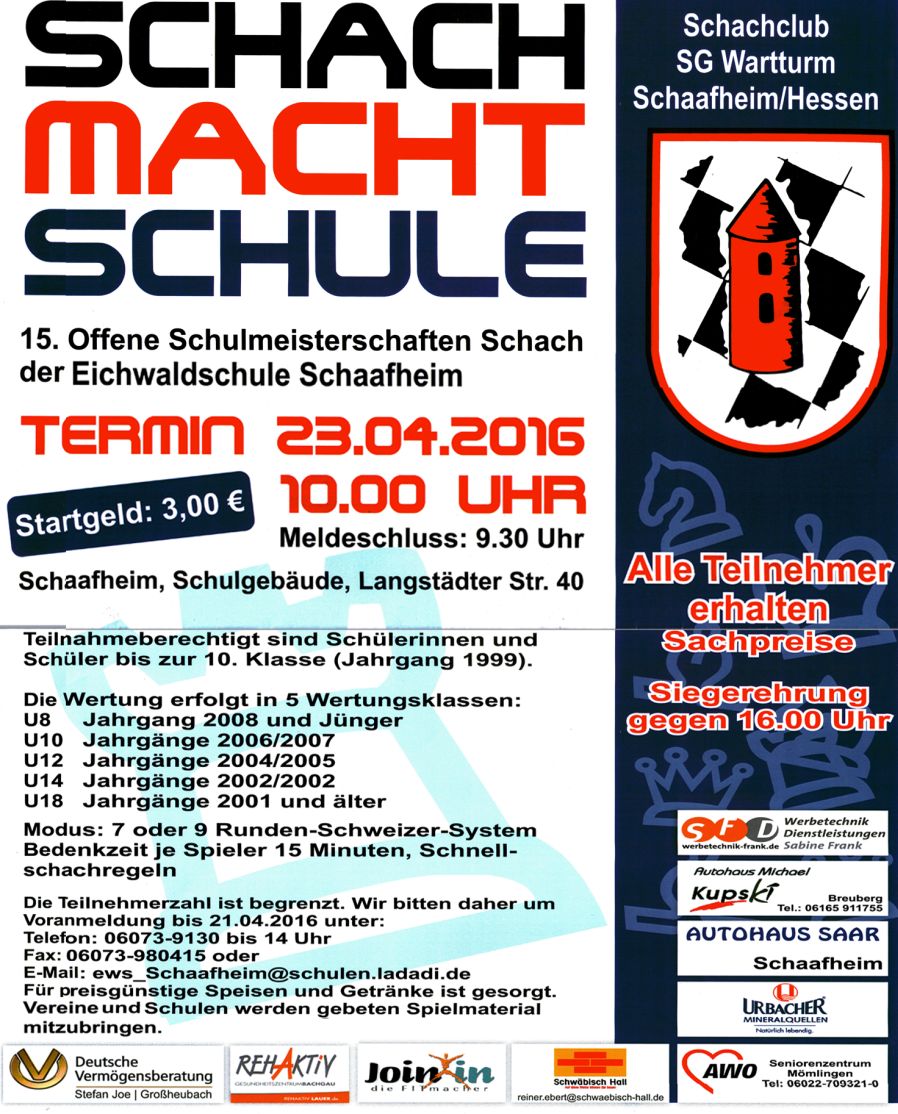 SCHACH
MACHT
SCHULE
15. Offene Schulmeisterschaften Schach
der Eichwaldschule Schaafheim
TERMIN 23.04.2016
10.00 UHR
Startgeld: 3,00 €
Meldeschluss: 9.30 Uhr
Schaafheim, Schulgebäude, Langstädter Str. 40
Teilnahmeberechtigt sind Schülerinnen und
Schüler bis zur 10. Klasse (Jahrgang 1999).
Die Wertung erfolgt in 5 Wertungsklassen:
U8 Jahrgang 2008 und Jünger
U10 Jahrgänge 2006/2007
U12 Jahrgänge 2004/2005
U14 Jahrgänge 2002/2002
U18 Jahrgänge 2001 und älter
Modus: 7 oder 9 Runden-Schweizer-System
Bedenkzeit je Spieler 15 Minuten, Schnell-
schachregeln
Die Teilnehmerzahl ist begrenzt. Wir bitten daher um
Voranmeldung bis 21.04.2016 unter:
Telefon: 06073-9130 bis 14 Uhr
Fax: 06073-980415 oder
E-Mail: ews_Schaafheim@schulen.ladadi.de
Für preisgünstige Speisen und Getränke ist gesorgt.
Vereine und Schulen werden gebeten Spielmaterial
mitzubringen.
Schachclub
SG Wartturm
Schaafheim/Hessen
Alle Teilnehmer
erhalten
Sachpreise
Siegerehrung
gegen 16.00 Uhr
SFD Werbetechnik
Dienstleistungen
werbetechnik-frank.de Sabine Frank
Autohaus Michael
Kupski
Breuberg
Tel.: 06165 911755
AUTOHAUS SAAR
Schaafheim
URBACHER
MINERALQUELLEN
Natürlich lebendig.
Deutsche
Vermögensberatung
Stefan Joe | Großheubach
REHAKTiV
GESUNDHEITSZENTRUM BACHGAU
REHAKTIV LAUER.de
Join in
die FITmacher
Schwäbisch Hall
reiner.ebert@schwaebisch-hall.de
AWO
Seniorenzentrum
Mömlingen
Tel: 06022-709321-0